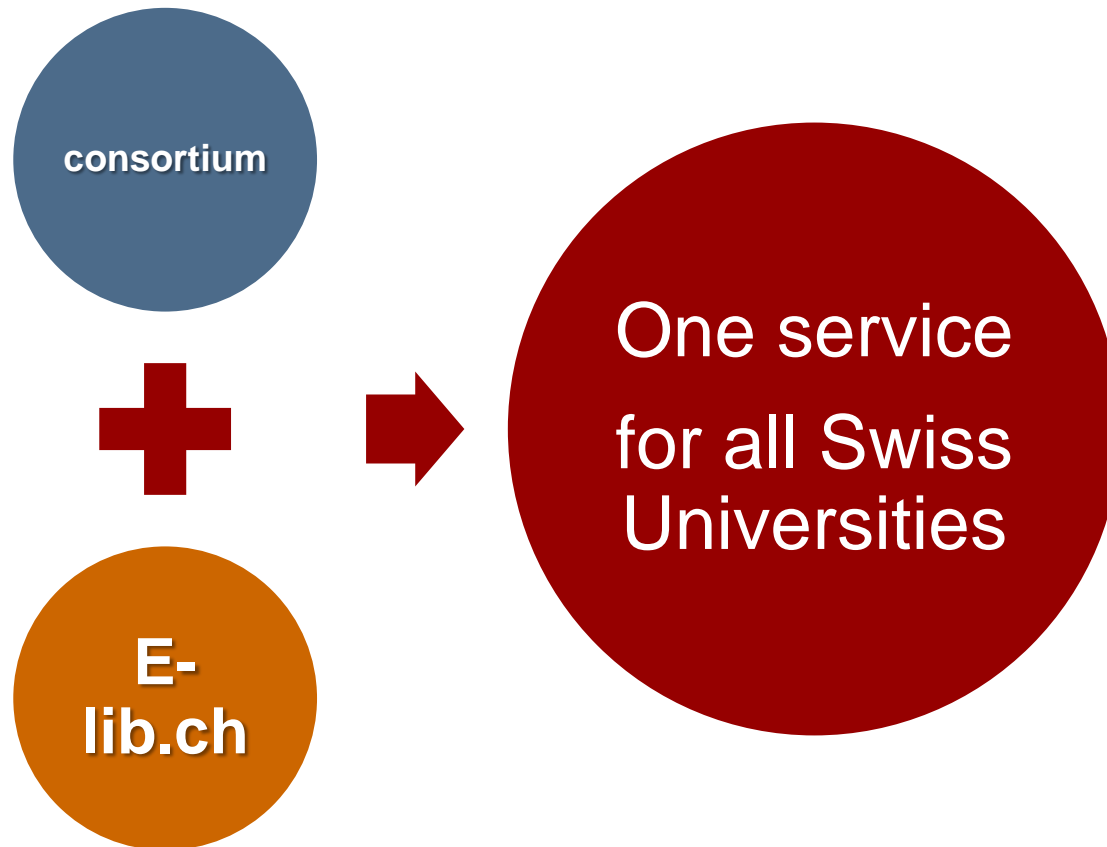 consortium
E-
lib.ch
One service
for all Swiss
Universities